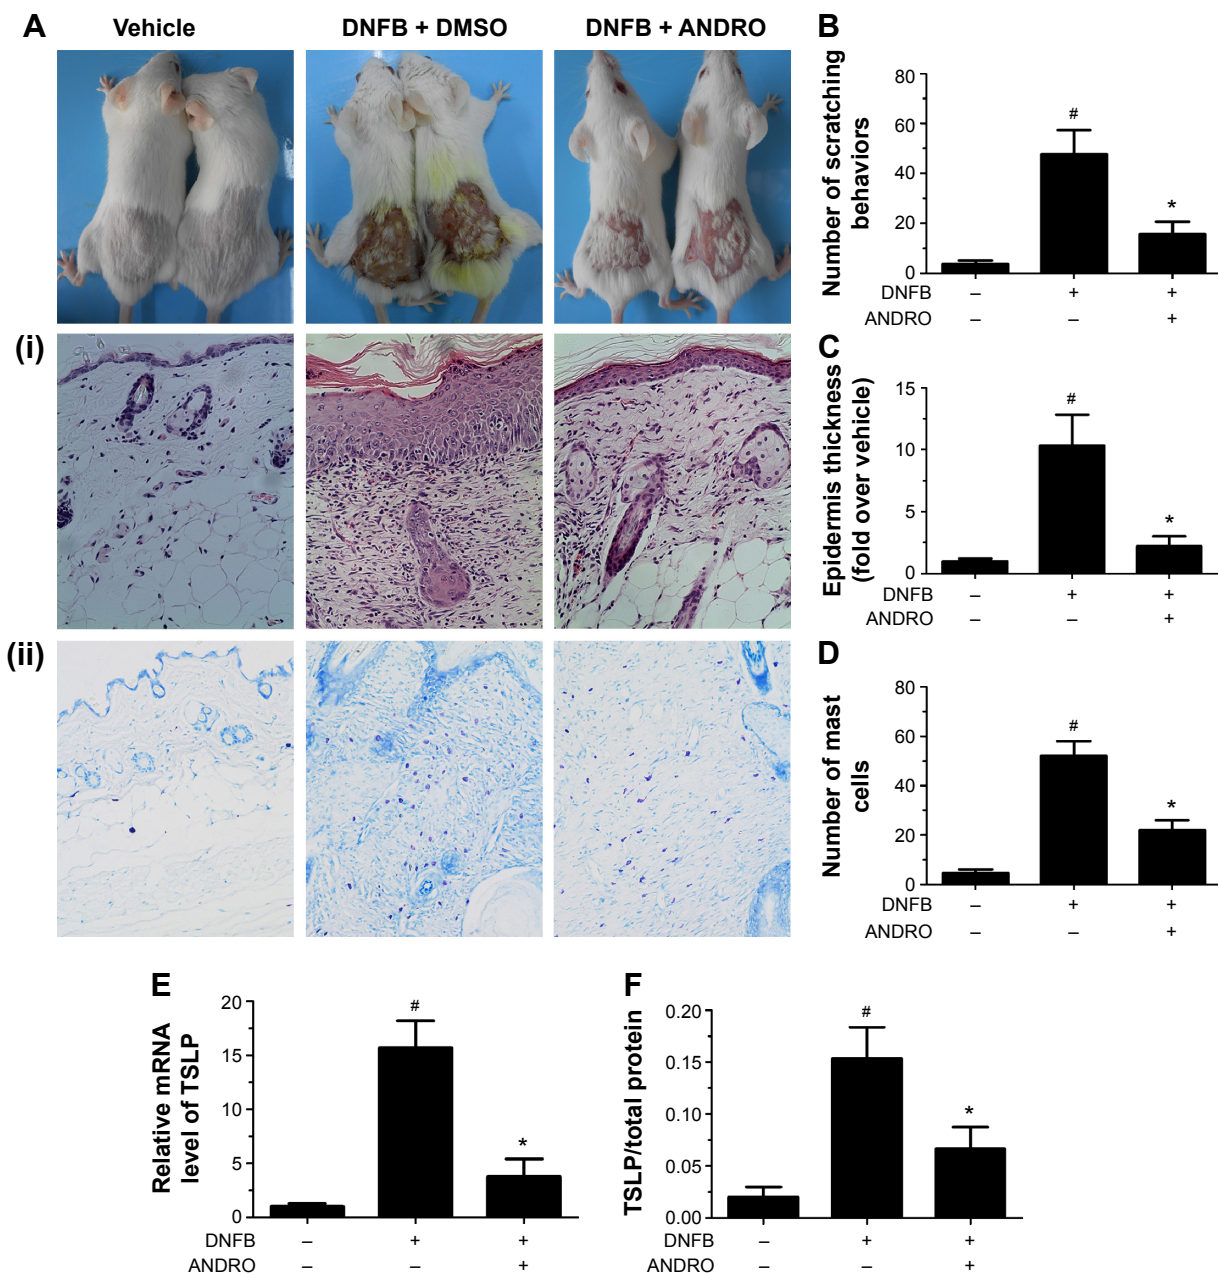 A
Vehicle
DNFB + DMSO
DNFB + ANDRO
(i)
(ii)
B
Number of scratching
behaviors
80
60
40
20
0
#
*
DNFB – + +
ANDRO – – +
C
Epidermis thickness
(fold over vehicle)
15
10
5
0
#
*
DNFB – + +
ANDRO – – +
D
Number of mast
cells
80
60
40
20
0
#
*
DNFB – + +
ANDRO – – +
E
Relative mRNA
level of TSLP
20
15
10
5
0
#
*
DNFB – + +
ANDRO – – +
F
TSLP/total protein
0.20
0.15
0.10
0.05
0.00
#
*
DNFB – + +
ANDRO – – +